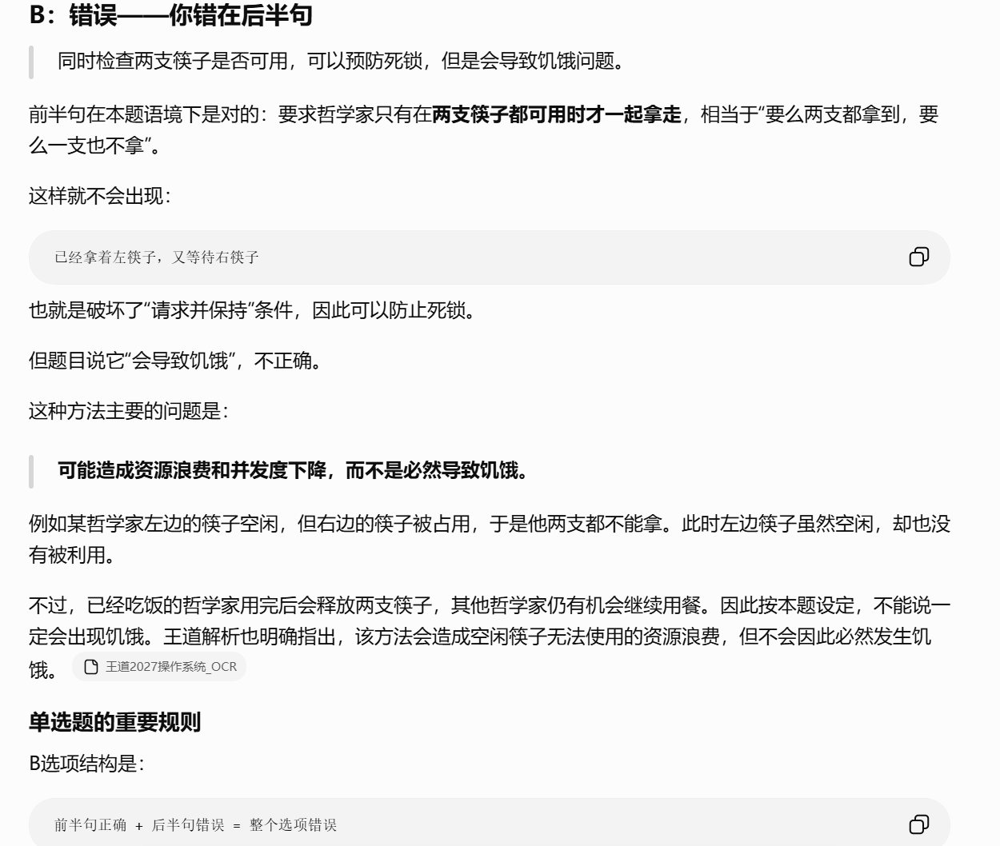 B：错误——你错在后半句
同时检查两支筷子是否可用，可以预防死锁，但是会导致饥饿问题。
前半句在本题语境下是对的：要求哲学家只有在两支筷子都可用时才一起拿走，相当于“要么两支都拿到，要
么一支也不拿”。
这样就不会出现：
已经拿着左筷子，又等待右筷子
也就是破坏了“请求并保持”条件，因此可以防止死锁。
但题目说它“会导致饥饿”，不正确。
这种方法主要的问题是：
可能造成资源浪费和并发度下降，而不是必然导致饥饿。
例如某哲学家左边的筷子空闲，但右边的筷子被占用，于是他两支都不能拿。此时左边筷子虽然空闲，却也没
有被利用。
不过，已经吃饭的哲学家用完后会释放两支筷子，其他哲学家仍有机会继续用餐。因此按本题设定，不能说一
定会出现饥饿。王道解析也明确指出，该方法会造成空闲筷子无法使用的资源浪费，但不会因此必然发生饥
饿。 王道2027操作系统_OCR
单选题的重要规则
B选项结构是：
前半句正确 + 后半句错误 = 整个选项错误